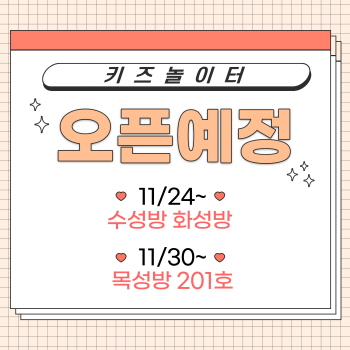 키즈놀이터
오픈예정
11/24~
수성방 화성방
11/30~
목성방 201호